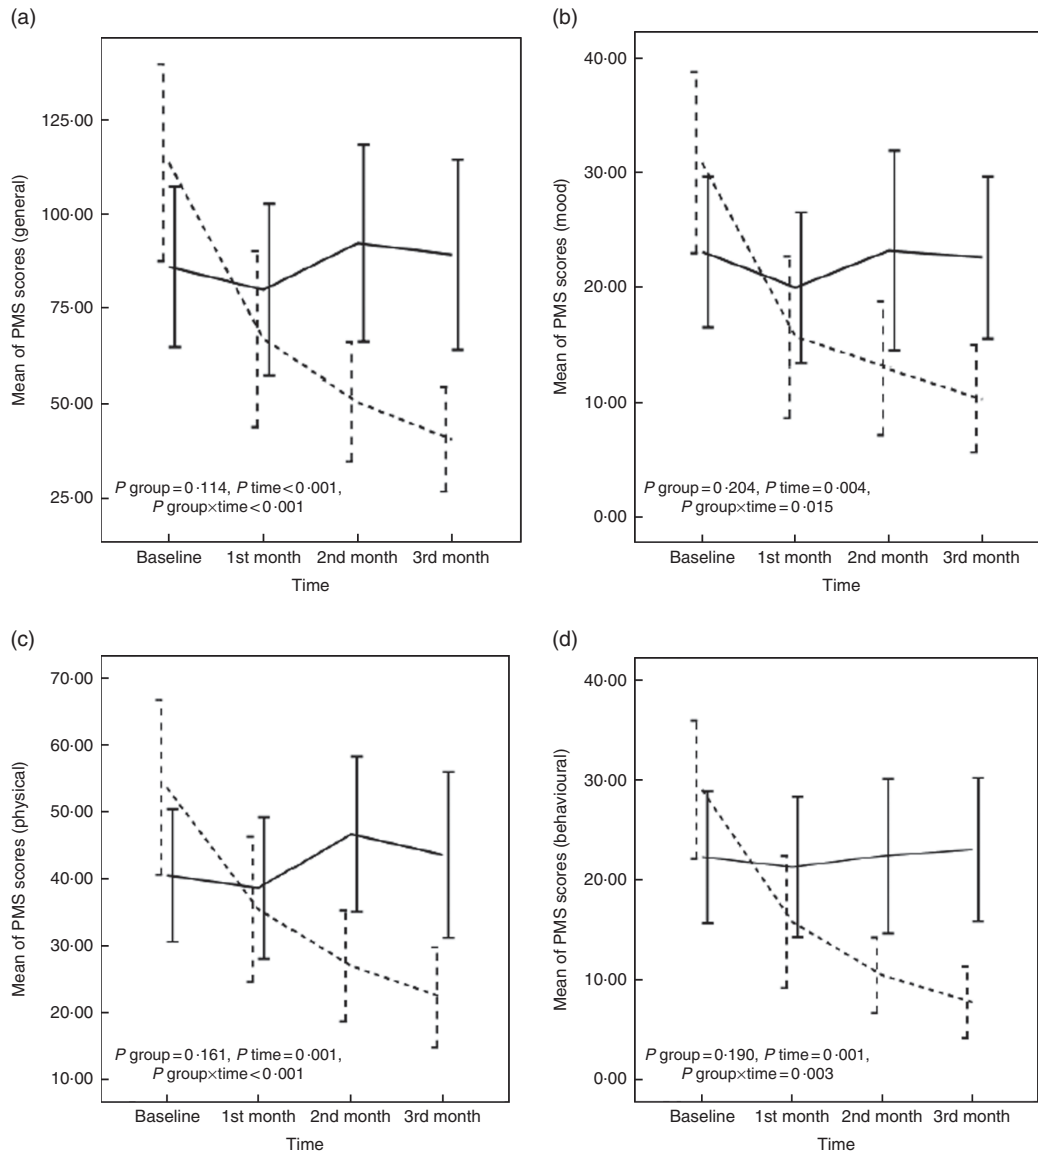 (a)
Mean of PMS scores (general)
125·00
100·00
75·00
50·00
25·00
P group=0·114, P time<0·001,
P group×time<0·001
Baseline 1st month 2nd month 3rd month
Time
(b)
Mean of PMS scores (mood)
40·00
30·00
20·00
10·00
0·00
P group=0·204, P time=0·004,
P group×time=0·015
Baseline 1st month 2nd month 3rd month
Time
(c)
Mean of PMS scores (physical)
70·00
60·00
50·00
40·00
30·00
20·00
10·00
P group=0·161, P time=0·001,
P group×time<0·001
Baseline 1st month 2nd month 3rd month
Time
(d)
Mean of PMS scores (behavioural)
40·00
30·00
20·00
10·00
0·00
P group=0·190, P time=0·001,
P group×time=0·003
Baseline 1st month 2nd month 3rd month
Time